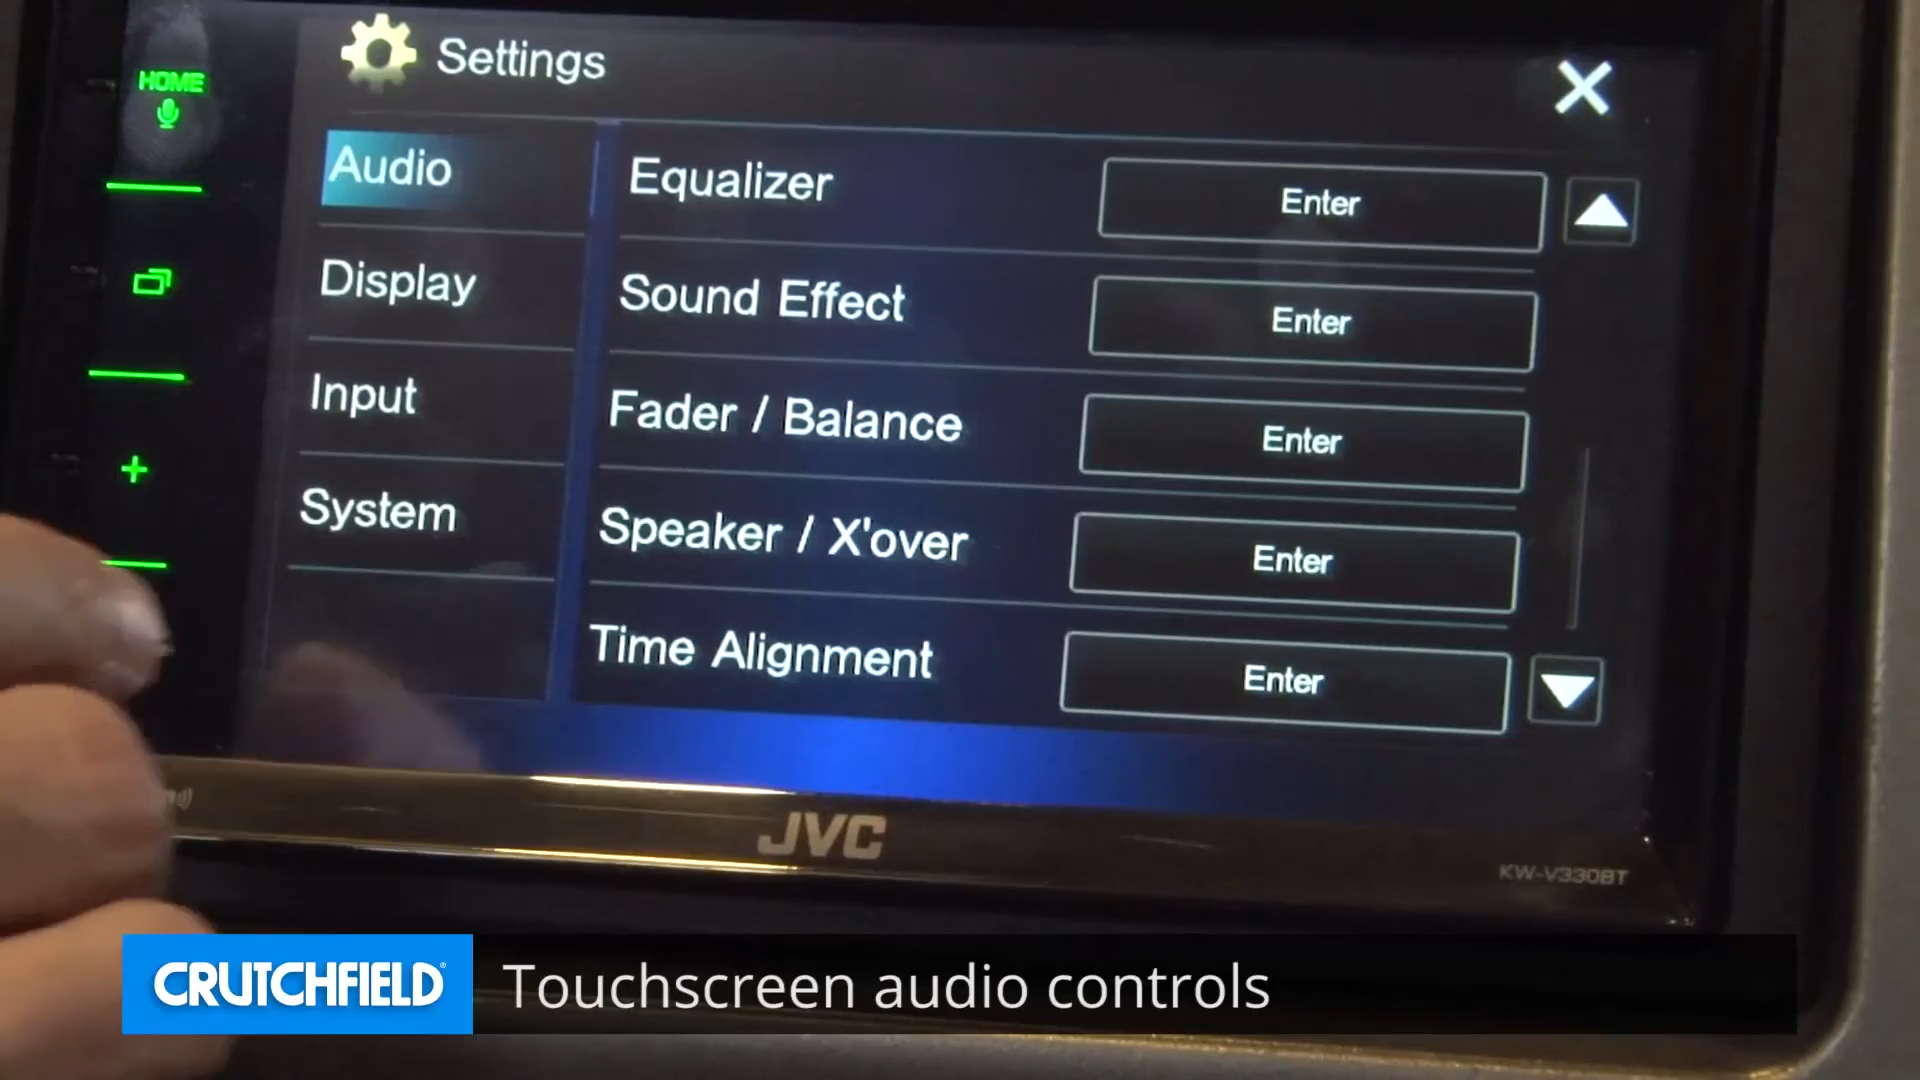 HOME
Settings
Audio
Display
Input
System
Equalizer
Enter
Sound Effect
Enter
Fader / Balance
Enter
Speaker / X'over
Enter
Time Alignment
Enter
JVC
KW-V330BT
CRUTCHFIELD
Touchscreen audio controls